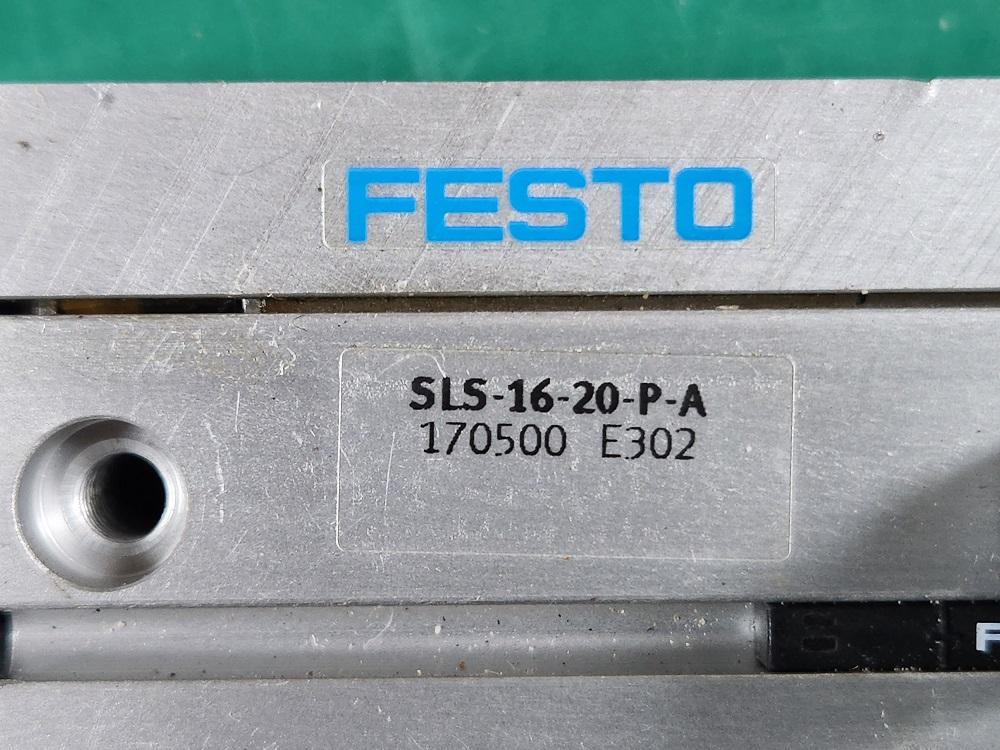 FESTO
SLS-16-20-P-A
170500 E302
F